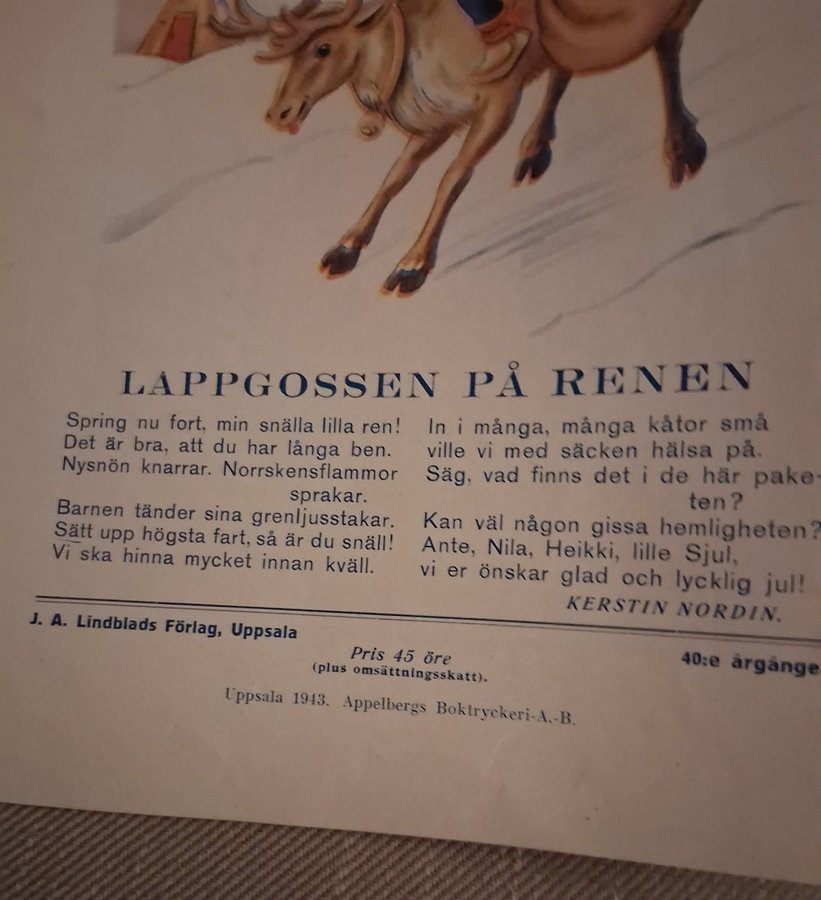 LAPPGOSSEN PÅ RENEN
Spring nu fort, min snälla lilla ren!
Det är bra, att du har långa ben.
Nysnön knarrar. Norrskensflammor
sprakar.
Barnen tänder sina grenljusstakar.
Sätt upp högsta fart, så är du snäll!
Vi ska hinna mycket innan kväll.
In i många, många kåtor små
ville vi med säcken hälsa på.
Säg, vad finns det i de här pake-
ten?
Kan väl någon gissa hemligheten?
Ante, Nila, Heikki, lille Sjul,
vi er önskar glad och lycklig jul!
KERSTIN NORDIN.
J. A. Lindblads Förlag, Uppsala
Pris 45 öre
(plus omsättningsskatt).
40:e årgånge
Uppsala 1943. Appelbergs Boktryckeri-A.-B.